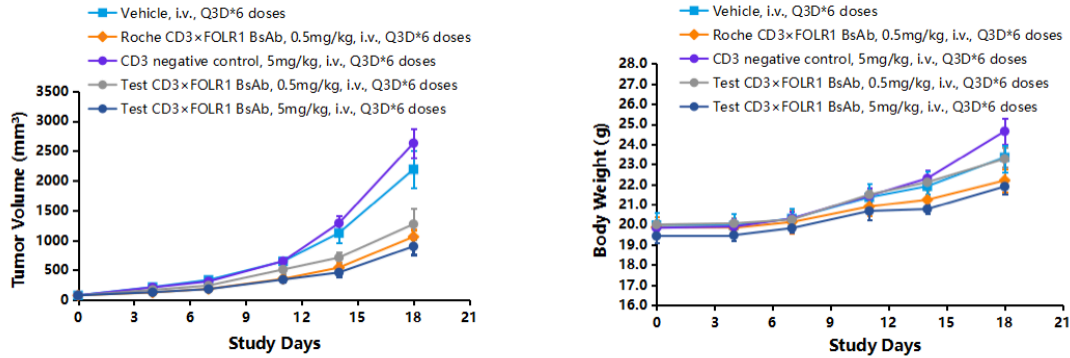 Vehicle, i.v., Q3D*6 doses
Roche CD3×FOLR1 BsAb, 0.5mg/kg, i.v., Q3D*6 doses
CD3 negative control, 5mg/kg, i.v., Q3D*6 doses
Test CD3×FOLR1 BsAb, 0.5mg/kg, i.v., Q3D*6 doses
Test CD3×FOLR1 BsAb, 5mg/kg, i.v., Q3D*6 doses
Tumor Volume (mm³)
3500
3000
2500
2000
1500
1000
500
0
0 3 6 9 12 15 18 21
Study Days
Vehicle, i.v., Q3D*6 doses
Roche CD3×FOLR1 BsAb, 0.5mg/kg, i.v., Q3D*6 doses
CD3 negative control, 5mg/kg, i.v., Q3D*6 doses
Test CD3×FOLR1 BsAb, 0.5mg/kg, i.v., Q3D*6 doses
Test CD3×FOLR1 BsAb, 5mg/kg, i.v., Q3D*6 doses
Body Weight (g)
28.0
27.0
26.0
25.0
24.0
23.0
22.0
21.0
20.0
19.0
18.0
17.0
16.0
0 3 6 9 12 15 18 21
Study Days